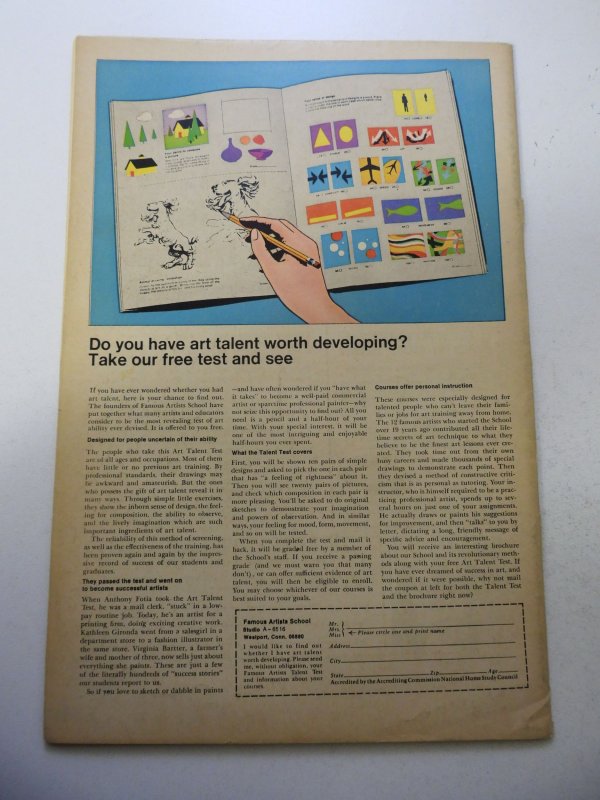 Do you have art talent worth developing?
Take our free test and see
If you have ever wondered whether you had
art talent, here is your chance to find out.
The founders of Famous Artists School have
put together what many artists and educators
consider to be the most revealing test of art
ability ever devised. It is offered to you free.
Designed for people uncertain of their ability
The people who take this Art Talent Test
are of all ages and occupations. Most of them
have little or no previous art training. By
professional standards, their drawings may
be awkward and amateurish. But the ones
who possess the gift of art talent reveal it in
many ways. Through simple little exercises,
they show the inborn sense of design, the feel-
ing for composition, the ability to observe,
and the lively imagination which are such
important ingredients of art talent.
The reliability of this method of screening,
as well as the effectiveness of the training, has
been proven again and again by the impres-
sive record of success of our students and
graduates.
They passed the test and went on
to become successful artists
When Anthony Fotia took the Art Talent
Test, he was a mail clerk, "stuck" in a low-
pay routine job. Today, he's an artist for a
printing firm, doing exciting creative work.
Kathleen Gironda went from a salesgirl in a
department store to a fashion illustrator in
the same store. Virginia Bartter, a farmer's
wife and mother of three, now sells just about
everything she paints. These are just a few
of the literally hundreds of "success stories"
our students report to us.
So if you love to sketch or dabble in paints
—and have often wondered if you "have what
it takes" to become a well-paid commercial
artist or sparetime professional painter—why
not seize this opportunity to find out? All you
need is a pencil and a half-hour of your
time. With your special interest, it will be
one of the most intriguing and enjoyable
half-hours you ever spent.
What the Talent Test covers
First, you will be shown ten pairs of simple
designs and asked to pick the one in each pair
that has "a feeling of rightness" about it.
Then you will see twenty pairs of pictures,
and check which composition in each pair is
more pleasing. You'll be asked to do original
sketches to demonstrate your imagination
and powers of observation. And in similar
ways, your feeling for mood, form, movement,
and so on will be tested.
When you complete the test and mail it
back, it will be graded free by a member of
the School's staff. If you receive a passing
grade (and we must warn you that many
don't), or can offer sufficient evidence of art
talent, you will then be eligible to enroll.
You may choose whichever of our courses is
best suited to your goals.
Courses offer personal instruction
These courses were especially designed for
talented people who can't leave their fami-
lies or jobs for art training away from home.
The 12 famous artists who started the School
over 19 years ago contributed all their life-
time secrets of art technique to what they
believe to be the finest art lessons ever cre-
ated. They took time out from their own
busy careers and made thousands of special
drawings to demonstrate each point. Then
they devised a method of constructive criti-
cism that is as personal as tutoring. Your in-
structor, who is himself required to be a prac-
ticing professional artist, spends up to sev-
eral hours on just one of your assignments.
He actually draws or paints his suggestions
for improvement, and then "talks" to you by
letter, dictating a long, friendly message of
specific advice and encouragement.
You will receive an interesting brochure
about our School and its revolutionary meth-
ods along with your free Art Talent Test. If
you have ever dreamed of success in art, and
wondered if it were possible, why not mail
the coupon at left for both the Talent Test
and the brochure right now?
Famous Artists School
Studio A-6516
Westport, Conn. 06880
I would like to find out
whether I have art talent
worth developing. Please send
me, without obligation, your
Famous Artists Talent Test
and information about your
courses.
Mr.
Mrs.
Miss Please circle one and print name
Address
City
State Zip Age
Accredited by the Accrediting Commission National Home Study Council